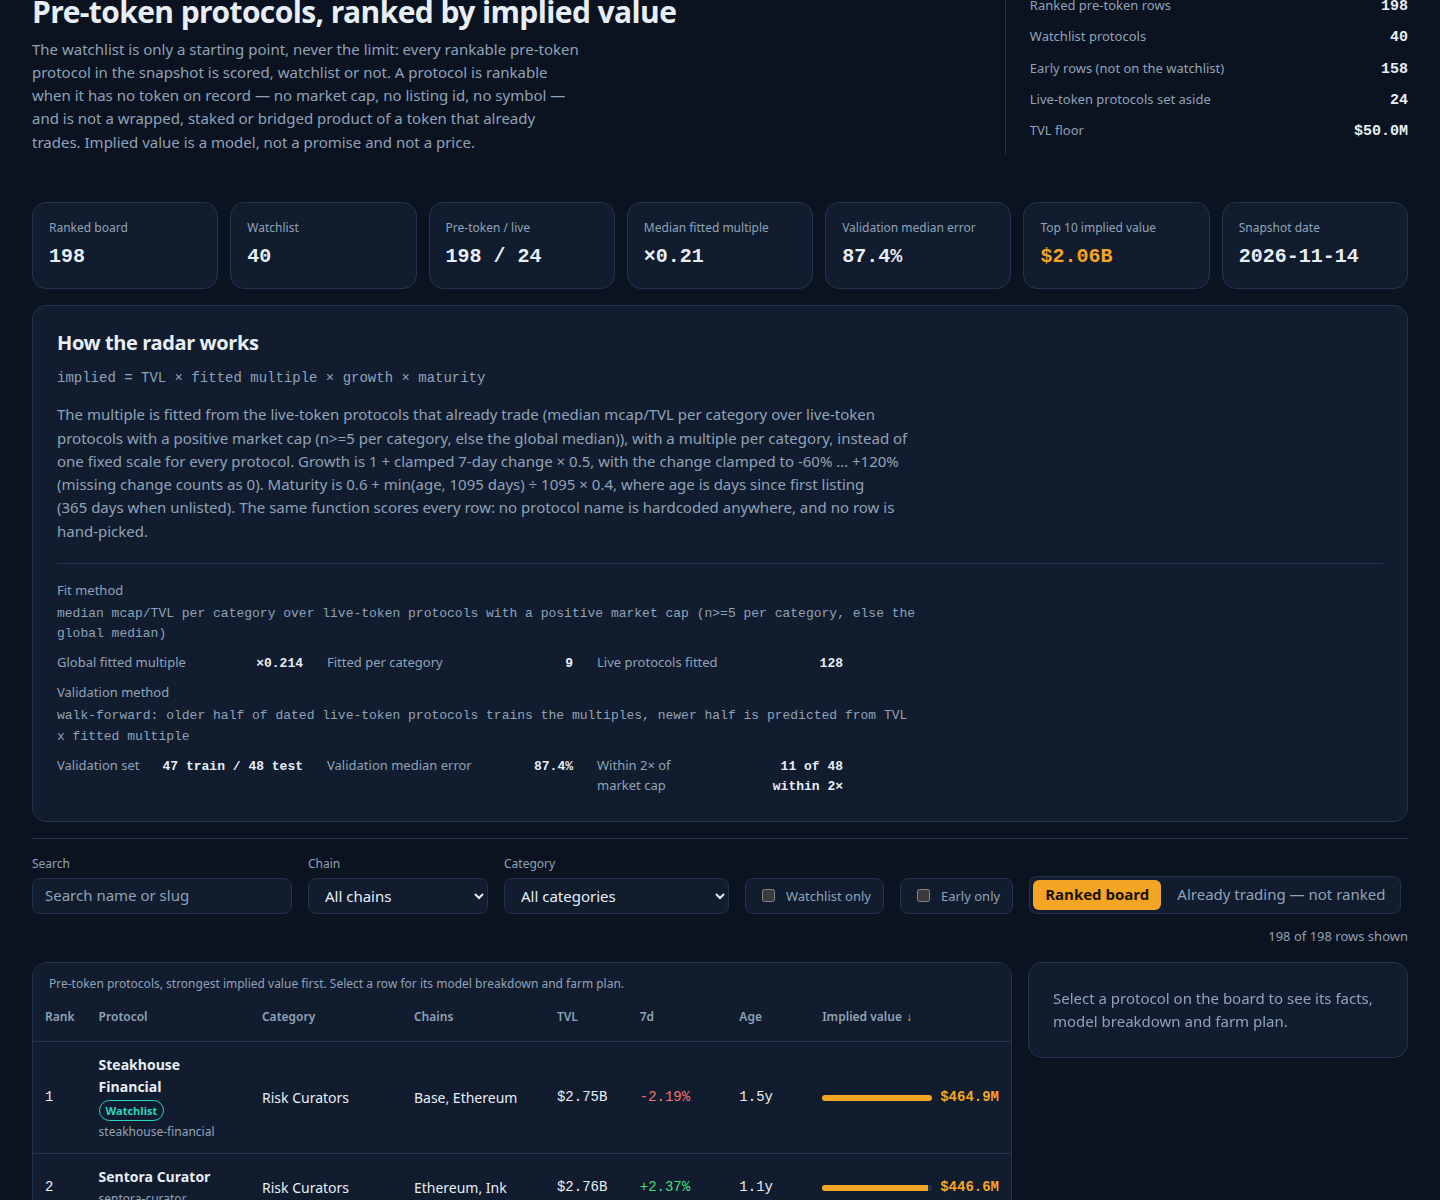 Pre-token protocols, ranked by implied value
The watchlist is only a starting point, never the limit: every rankable pre-token
protocol in the snapshot is scored, watchlist or not. A protocol is rankable
when it has no token on record — no market cap, no listing id, no symbol —
and is not a wrapped, staked or bridged product of a token that already
trades. Implied value is a model, not a promise and not a price.
Ranked pre-token rows 198
Watchlist protocols 40
Early rows (not on the watchlist) 158
Live-token protocols set aside 24
TVL floor $50.0M
Ranked board
198
Watchlist
40
Pre-token / live
198 / 24
Median fitted multiple
×0.21
Validation median error
87.4%
Top 10 implied value
$2.06B
Snapshot date
2026-11-14
How the radar works
implied = TVL × fitted multiple × growth × maturity
The multiple is fitted from the live-token protocols that already trade (median mcap/TVL per category over live-token
protocols with a positive market cap (n>=5 per category, else the global median)), with a multiple per category, instead of
one fixed scale for every protocol. Growth is 1 + clamped 7-day change × 0.5, with the change clamped to -60% … +120%
(missing change counts as 0). Maturity is 0.6 + min(age, 1095 days) ÷ 1095 × 0.4, where age is days since first listing
(365 days when unlisted). The same function scores every row: no protocol name is hardcoded anywhere, and no row is
hand-picked.
Fit method
median mcap/TVL per category over live-token protocols with a positive market cap (n>=5 per category, else the
global median)
Global fitted multiple ×0.214 Fitted per category 9 Live protocols fitted 128
Validation method
walk-forward: older half of dated live-token protocols trains the multiples, newer half is predicted from TVL
x fitted multiple
Validation set 47 train / 48 test Validation median error 87.4% Within 2× of 11 of 48
market cap within 2×
Search Chain Category
Search name or slug All chains All categories Watchlist only Early only Ranked board Already trading — not ranked
198 of 198 rows shown
Pre-token protocols, strongest implied value first. Select a row for its model breakdown and farm plan.
Rank Protocol Category Chains TVL 7d Age Implied value ↓
1 Steakhouse
Financial
Watchlist
steakhouse-financial
Risk Curators Base, Ethereum $2.75B -2.19% 1.5y $464.9M
2 Sentora Curator
sentora-curator
Risk Curators Ethereum, Ink $2.76B +2.37% 1.1y $446.6M
Select a protocol on the board to see its facts,
model breakdown and farm plan.